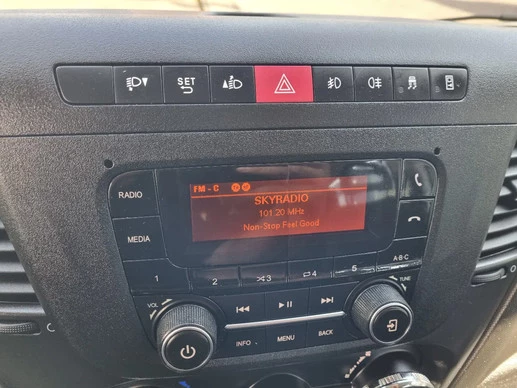 SET
RADIO
FM - C
SKYRADIO
101.20 MHz
Non-Stop Feel Good
MEDIA
1 2 3 4 5 A-B-C
VOL TUNE
INFO MENU BACK